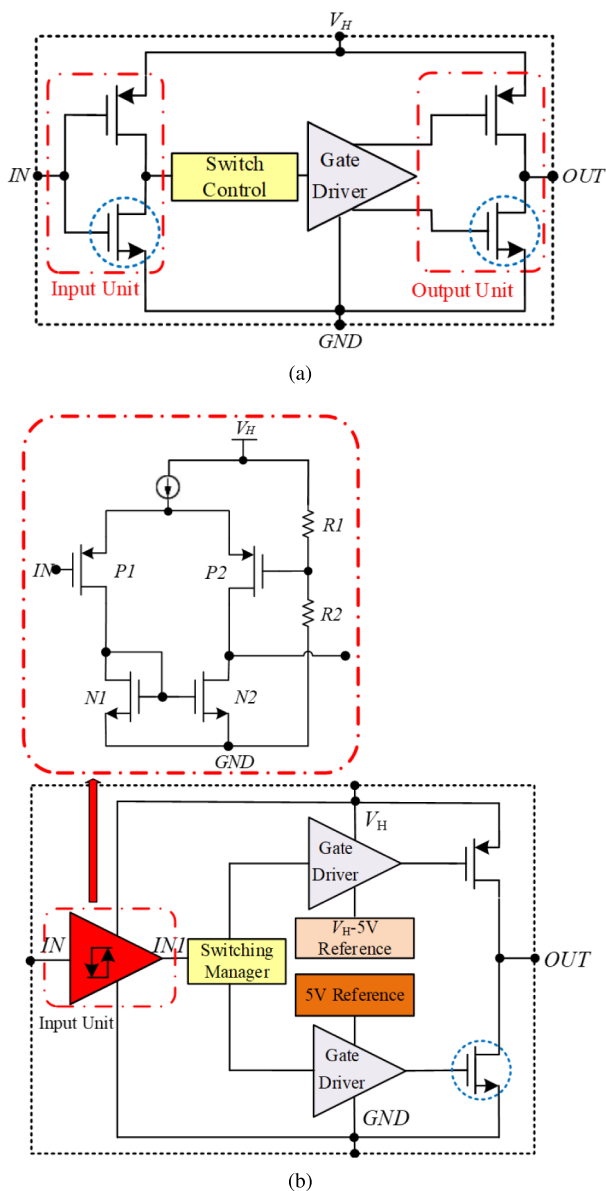 V_H
IN
Switch
Control
Gate
Driver
OUT
Input Unit
Output Unit
GND
(a)
V_H
R1
IN
P1
P2
R2
N1
N2
GND
V_H
Gate
Driver
IN
IN1
Switching
Manager
V_H-5V
Reference
OUT
5V Reference
Input Unit
Gate
Driver
GND
(b)